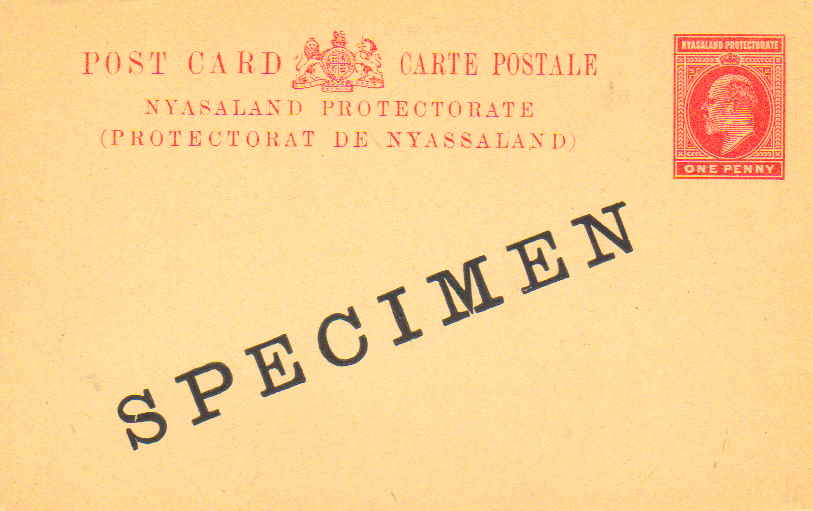 POST CARD CARTE POSTALE
NYASALAND PROTECTORATE
(PROTECTORAT DE NYASSALAND)
NYASALAND PROTECTORATE
ONE PENNY
SPECIMEN